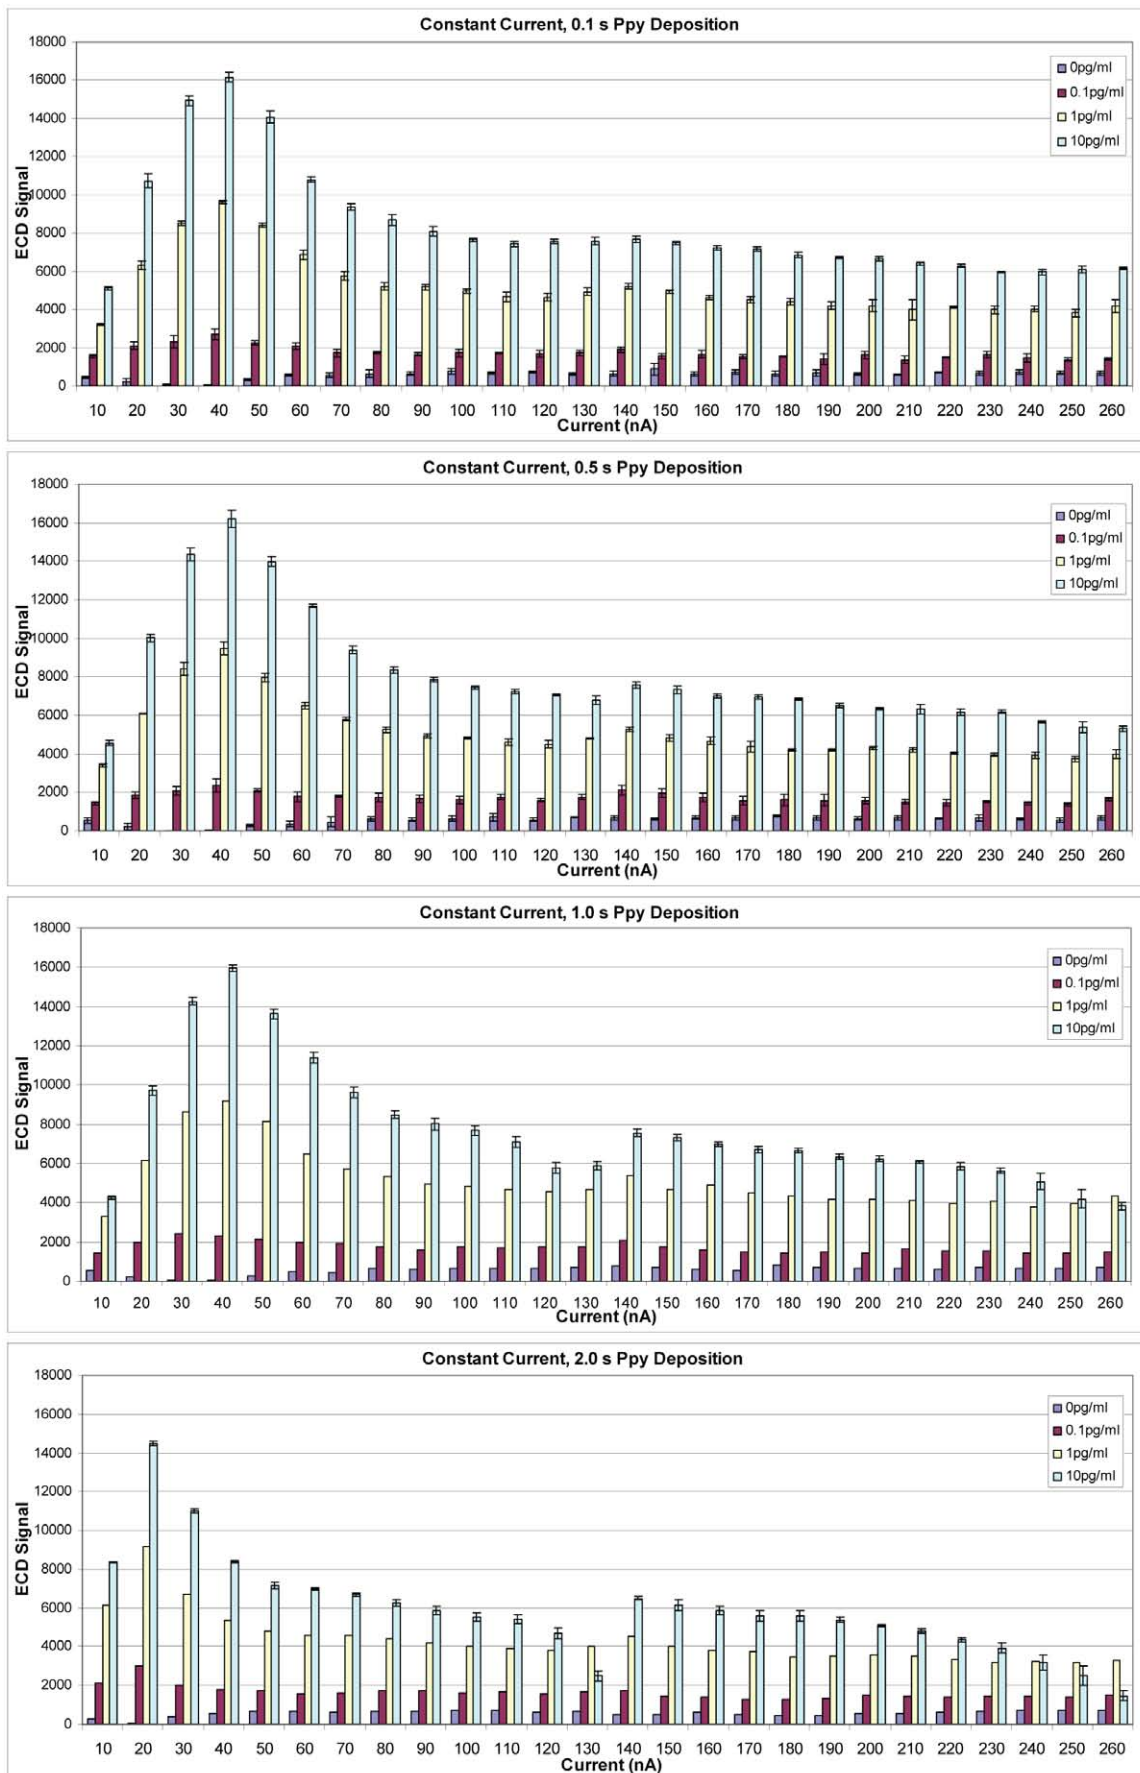 Constant Current, 0.1 s Ppy Deposition
18000
16000
14000
12000
10000
8000
6000
4000
2000
0
ECD Signal
0pg/ml
0.1pg/ml
1pg/ml
10pg/ml
10 20 30 40 50 60 70 80 90 100 110 120 130 140 150 160 170 180 190 200 210 220 230 240 250 260
Current (nA)
Constant Current, 0.5 s Ppy Deposition
18000
16000
14000
12000
10000
8000
6000
4000
2000
0
ECD Signal
0pg/ml
0.1pg/ml
1pg/ml
10pg/ml
10 20 30 40 50 60 70 80 90 100 110 120 130 140 150 160 170 180 190 200 210 220 230 240 250 260
Current (nA)
Constant Current, 1.0 s Ppy Deposition
18000
16000
14000
12000
10000
8000
6000
4000
2000
0
ECD Signal
0pg/ml
0.1pg/ml
1pg/ml
10pg/ml
10 20 30 40 50 60 70 80 90 100 110 120 130 140 150 160 170 180 190 200 210 220 230 240 250 260
Current (nA)
Constant Current, 2.0 s Ppy Deposition
18000
16000
14000
12000
10000
8000
6000
4000
2000
0
ECD Signal
0pg/ml
0.1pg/ml
1pg/ml
10pg/ml
10 20 30 40 50 60 70 80 90 100 110 120 130 140 150 160 170 180 190 200 210 220 230 240 250 260
Current (nA)